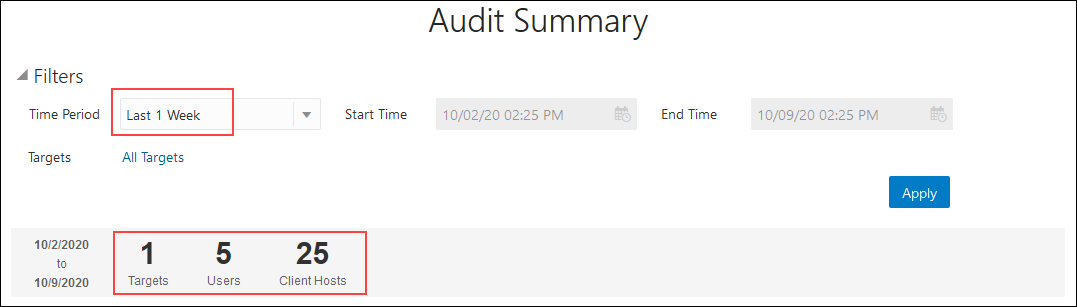 Audit Summary
Filters
Time Period Last 1 Week Start Time 10/02/20 02:25 PM End Time 10/09/20 02:25 PM
Targets All Targets
Apply
10/2/2020
to
10/9/2020
1 5 25
Targets Users Client Hosts